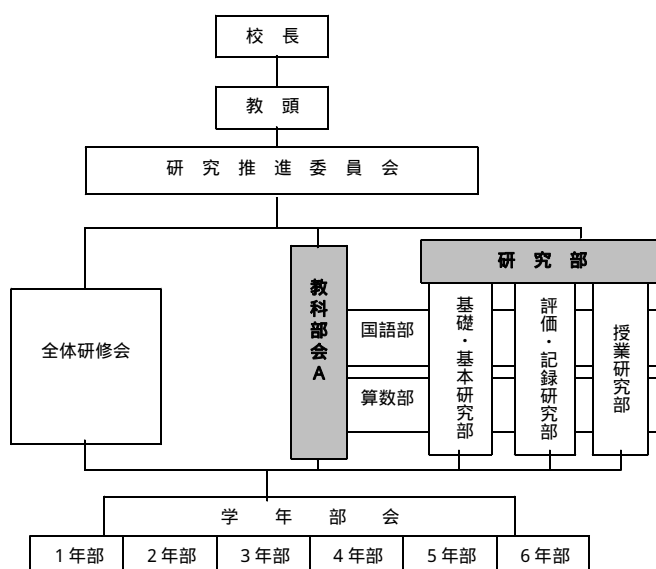 校 長
教 頭
研 究 推 進 委 員 会
研 究 部
教科部会A
全体研修会
国語部
算数部
基礎・基本研究部
評価・記録研究部
授業研究部
学 年 部 会
1年部
2年部
3年部
4年部
5年部
6年部